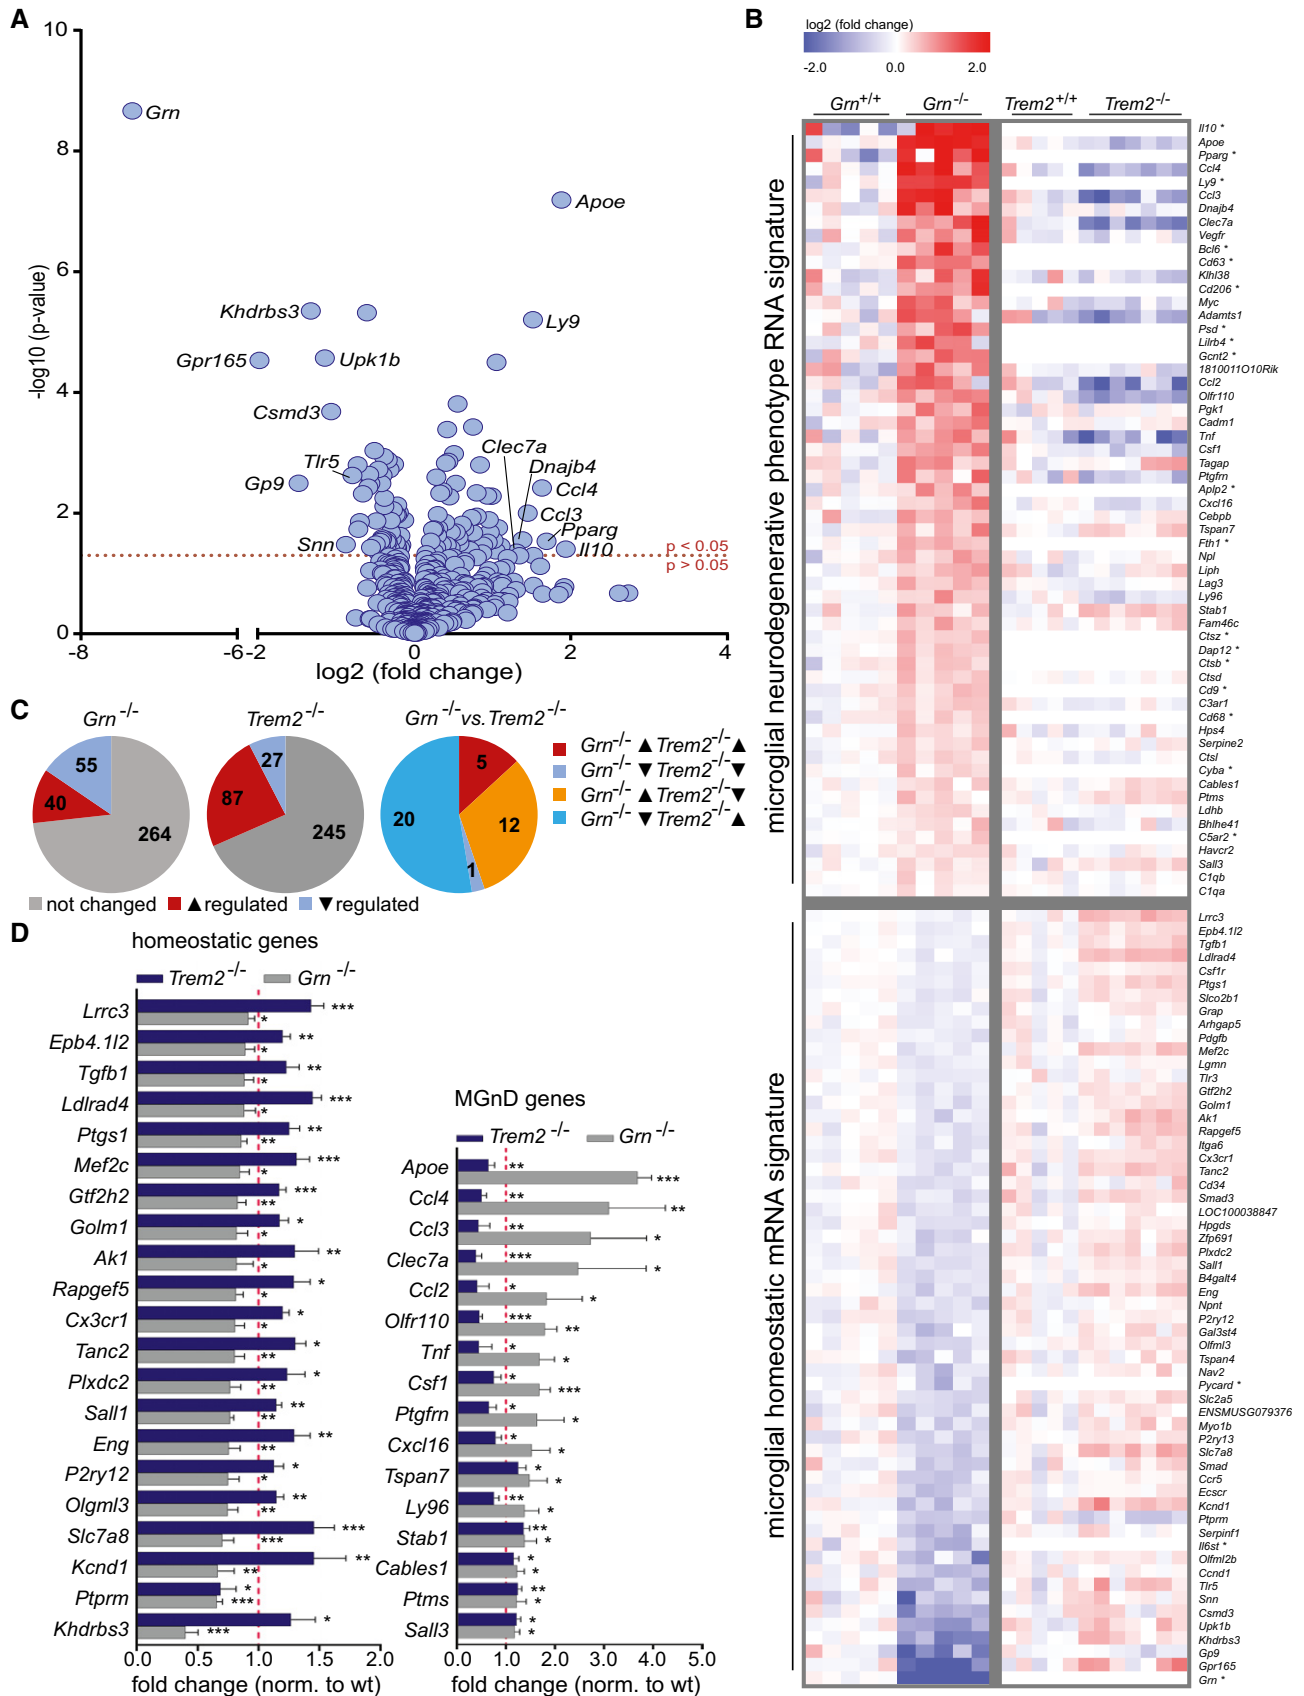 A
10
8
6
4
2
0
-log10 (p-value)
-8
-6
-2
0
2
4
log2 (fold change)
Grn
Apoe
Khdrbs3
Ly9
Gpr165
Upk1b
Csmd3
Clec7a
Tlr5
Dnajb4
Gp9
Ccl4
Ccl3
Pparg
Snn
Il10
p < 0.05
p > 0.05
B
log2 (fold change)
-2.0 0.0 2.0
Grn+/+ Grn-/- Trem2+/+ Trem2-/-
microglial neurodegenerative phenotype RNA signature
Il10 *
Apoe
Pparg *
Ccl4
Ly9 *
Ccl3
Dnajb4
Clec7a
Vegfr
Bcl6 *
Cd63 *
Klhl38
Cd206 *
Myc
Adamts1
Psd *
Lilrb4 *
Gcnt2 *
1810011O10Rik
Ccl2
Olfr110
Pgk1
Cadm1
Tnf
Csf1
Tagap
Ptgfrn
Aplp2 *
Cxcl16
Cebpb
Tspan7
Fth1 *
Npl
Liph
Lag3
Ly96
Stab1
Fam46c
Ctsz *
Dap12 *
Ctsb *
Ctsd
Cd9 *
C3ar1
Cd68 *
Hps4
Serpine2
Ctsl
Cyba *
Cables1
Ptms
Ldhb
Bhlhe41
C5ar2 *
Havcr2
Sall3
C1qb
C1qa
microglial homeostatic mRNA signature
Lrrc3
Epb4.1l2
Tgfb1
Ldlrad4
Csf1r
Ptgs1
Slco2b1
Grap
Arhgap5
Pdgfb
Mef2c
Lgmn
Tlr3
Gtf2h2
Golm1
Ak1
Rapgef5
Itga6
Cx3cr1
Tanc2
Cd34
Smad3
LOC100038847
Hpgds
Zfp691
Plxdc2
Sall1
B4galt4
Eng
Npnt
P2ry12
Gal3st4
Olfml3
Tspan4
Nav2
Pycard *
Slc2a5
ENSMUSG079376
Myo1b
P2ry13
Slc7a8
Smad
Ccr5
Ecscr
Kcnd1
Ptprm
Serpinf1
Il6st *
Olfml2b
Ccnd1
Tlr5
Snn
Csmd3
Upk1b
Khdrbs3
Gp9
Gpr165
Grn *
C
Grn-/-
55
40
264
Trem2-/-
27
87
245
Grn-/- vs. Trem2-/-
5
20
12
1
Grn-/- ▲ Trem2-/- ▲
Grn-/- ▼ Trem2-/- ▼
Grn-/- ▲ Trem2-/- ▼
Grn-/- ▼ Trem2-/- ▲
not changed ▲ regulated ▼ regulated
D
homeostatic genes
Trem2-/- Grn-/-
Lrrc3 *** *
Epb4.1l2 ** *
Tgfb1 ** *
Ldlrad4 *** *
Ptgs1 ** **
Mef2c *** *
Gtf2h2 *** **
Golm1 * *
Ak1 ** *
Rapgef5 * *
Cx3cr1 * *
Tanc2 * **
Plxdc2 * **
Sall1 ** **
Eng ** **
P2ry12 * *
Olgml3 ** **
Slc7a8 *** ***
Kcnd1 ** **
Ptprm * ***
Khdrbs3 * ***
0.0 0.5 1.0 1.5 2.0
fold change (norm. to wt)
MGnD genes
Trem2-/- Grn-/-
Apoe ** ***
Ccl4 ** **
Ccl3 ** *
Clec7a *** *
Ccl2 * *
Olfr110 *** **
Tnf * *
Csf1 * ***
Ptgfrn * *
Cxcl16 * *
Tspan7 * *
Ly96 ** *
Stab1 ** *
Cables1 * *
Ptms ** *
Sall3 * *
0.0 1.0 2.0 3.0 4.0 5.0
fold change (norm. to wt)